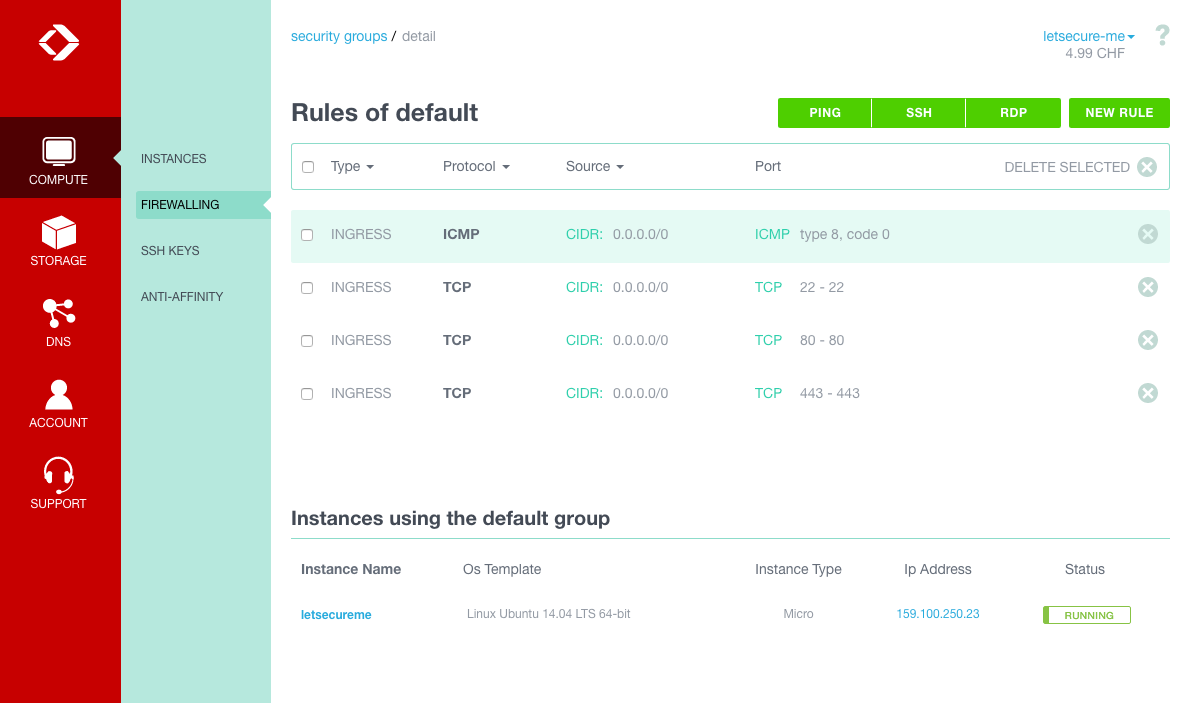 security groups / detail
letsecure-me
4.99 CHF
?
Rules of default
PING SSH RDP NEW RULE
Type Protocol Source Port DELETE SELECTED
INGRESS ICMP CIDR: 0.0.0.0/0 ICMP type 8, code 0
INGRESS TCP CIDR: 0.0.0.0/0 TCP 22 - 22
INGRESS TCP CIDR: 0.0.0.0/0 TCP 80 - 80
INGRESS TCP CIDR: 0.0.0.0/0 TCP 443 - 443
COMPUTE
STORAGE
DNS
ACCOUNT
SUPPORT
INSTANCES
FIREWALLING
SSH KEYS
ANTI-AFFINITY
Instances using the default group
Instance Name Os Template Instance Type Ip Address Status
letsecureme Linux Ubuntu 14.04 LTS 64-bit Micro 159.100.250.23 RUNNING